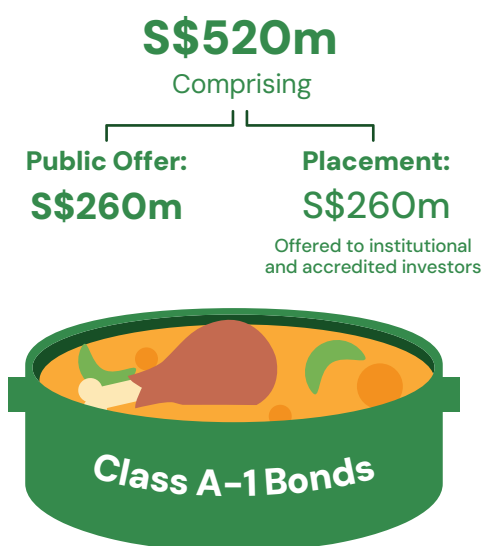 S$520m
Comprising
Public Offer:
S$260m
Placement:
S$260m
Offered to institutional
and accredited investors
Class A-1 Bonds